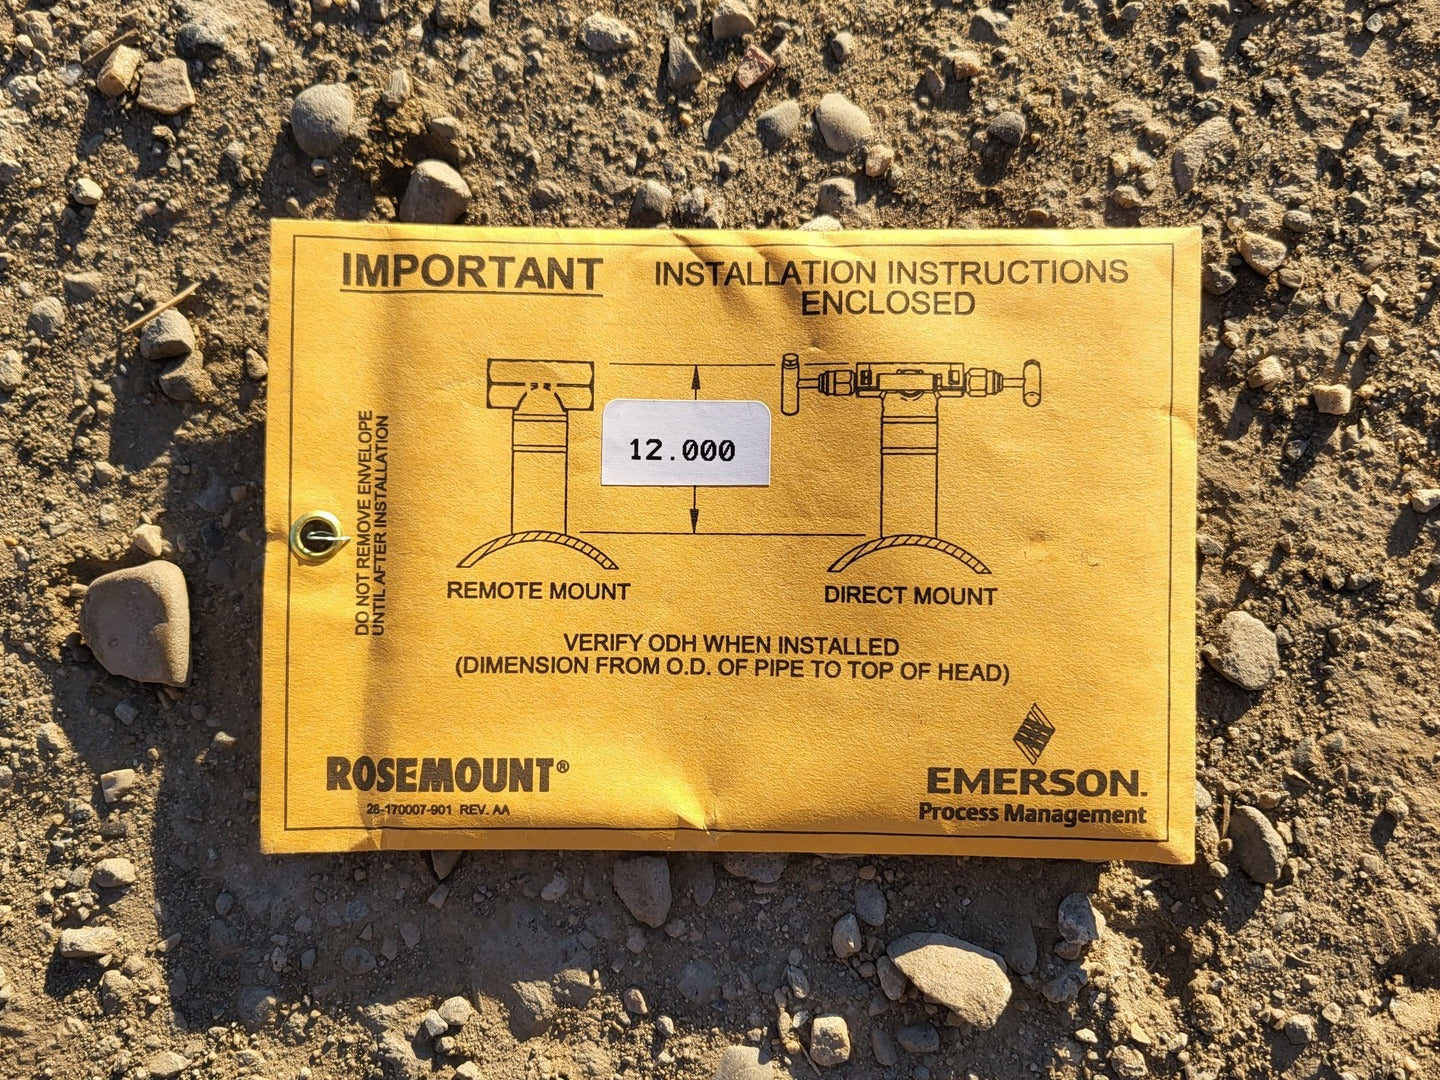 IMPORTANT
INSTALLATION INSTRUCTIONS
ENCLOSED
DO NOT REMOVE ENVELOPE
UNTIL AFTER INSTALLATION
12.000
REMOTE MOUNT
DIRECT MOUNT
VERIFY ODH WHEN INSTALLED
(DIMENSION FROM O.D. OF PIPE TO TOP OF HEAD)
ROSEMOUNT®
28-170007-901 REV. AA
EMERSON.
Process Management